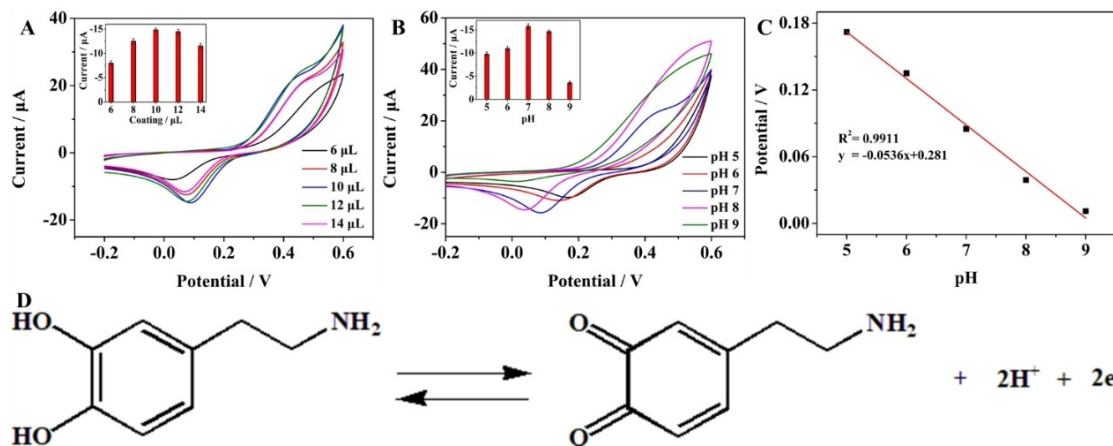 A
Current / μA
40
20
0
-20
-0.2
0.0
0.2
0.4
0.6
Potential / V
Current / μA
-15
-10
-5
0
6
8
10
12
14
Coating / μL
6 μL
8 μL
10 μL
12 μL
14 μL
B
Current / μA
60
40
20
0
-20
-0.2
0.0
0.2
0.4
0.6
Potential / V
Current / μA
-15
-10
-5
0
5
6
7
8
9
pH
pH 5
pH 6
pH 7
pH 8
pH 9
C
Potential / V
0.18
0.12
0.06
0.00
5
6
7
8
9
pH
R²= 0.9911
y = -0.0536x+0.281
D
HO
HO
NH₂
O
O
NH₂
+ 2H⁺ + 2e